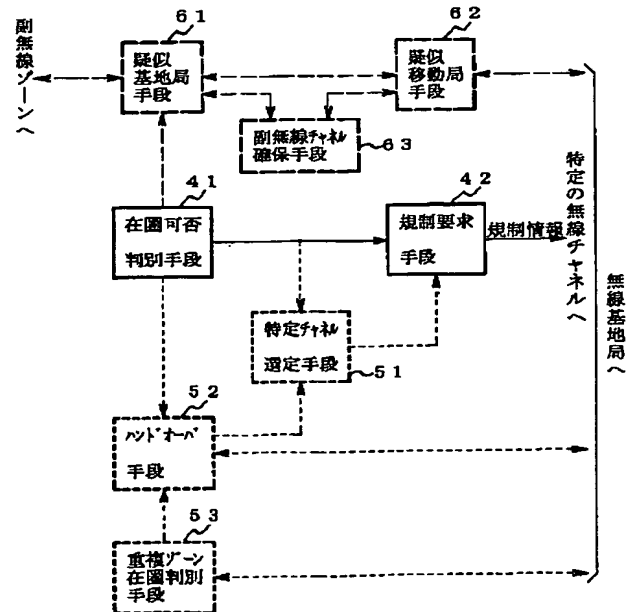 61
62
副無線ゾーンへ
疑似
基地局
手段
疑似
移動局
手段
副無線チャネル
確保手段
63
41
42
在圏可否
判別手段
規制要求
手段
規制情報
特定の無線チャネルへ
無線基地局へ
特定チャネル
選定手段
51
52
ハンドオーバ
手段
53
重複ゾーン
在圏判別
手段